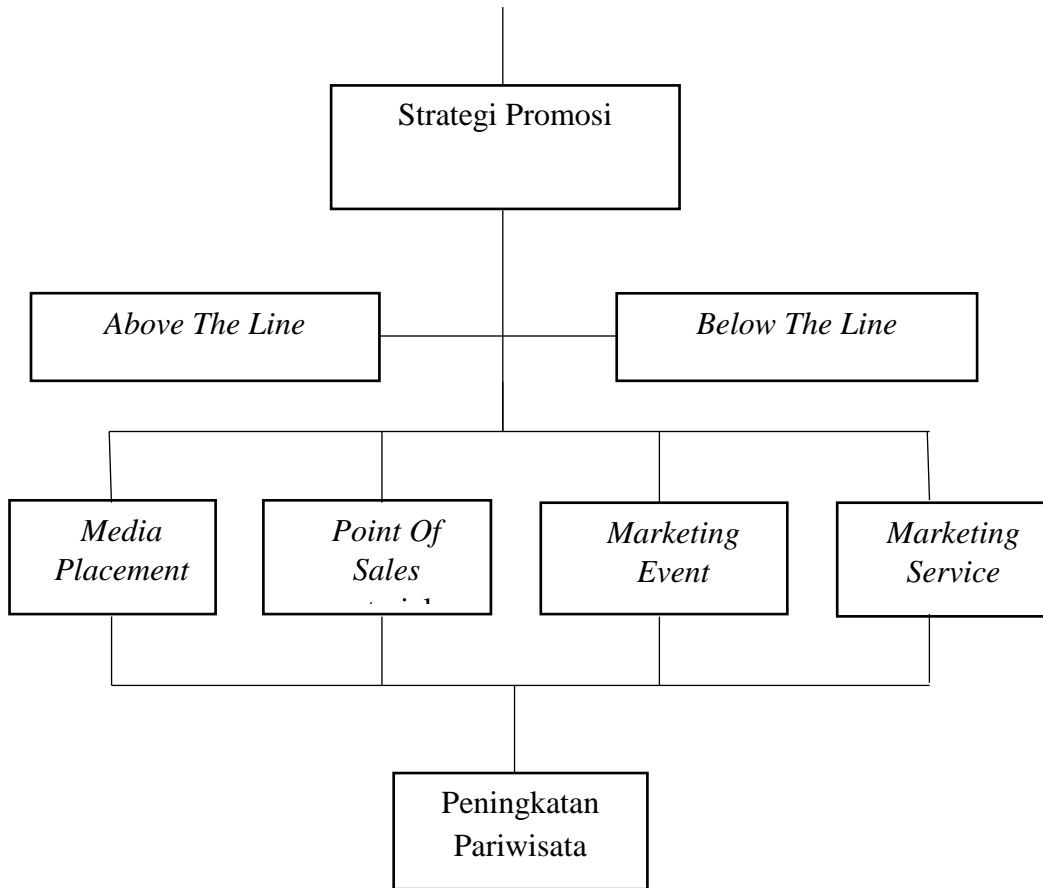 Strategi Promosi
Above The Line
Below The Line
Media
Placement
Point Of
Sales
Marketing
Event
Marketing
Service
Peningkatan
Pariwisata